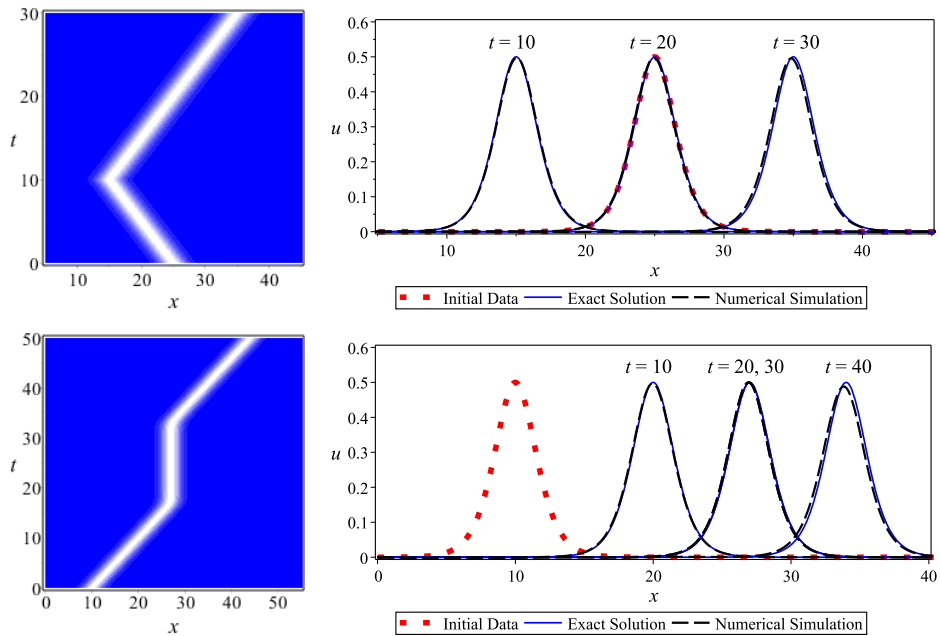 30
20
10
0
t
10 20 30 40
x
0.6
0.5
0.4
0.3
0.2
0.1
0
u
t = 10 t = 20 t = 30
10 20 30 40
x
Initial Data Exact Solution Numerical Simulation
50
40
30
20
10
0
t
0 10 20 30 40 50
x
0.6
0.5
0.4
0.3
0.2
0.1
0
u
t = 10 t = 20, 30 t = 40
0 10 20 30 40
x
Initial Data Exact Solution Numerical Simulation